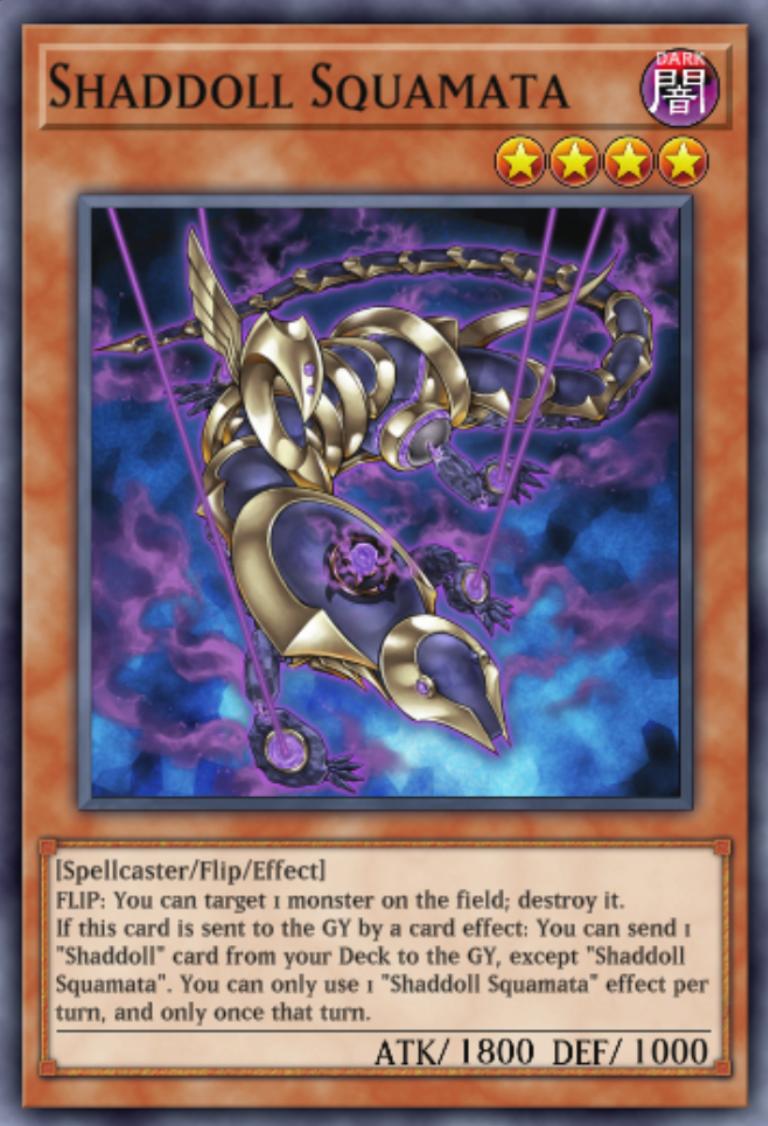 SHADDOLL SQUAMATA
DARK
闇
[Spellcaster/Flip/Effect]
FLIP: You can target 1 monster on the field; destroy it.
If this card is sent to the GY by a card effect: You can send 1
"Shaddoll" card from your Deck to the GY, except "Shaddoll
Squamata". You can only use 1 "Shaddoll Squamata" effect per
turn, and only once that turn.
ATK/ 1800 DEF/ 1000